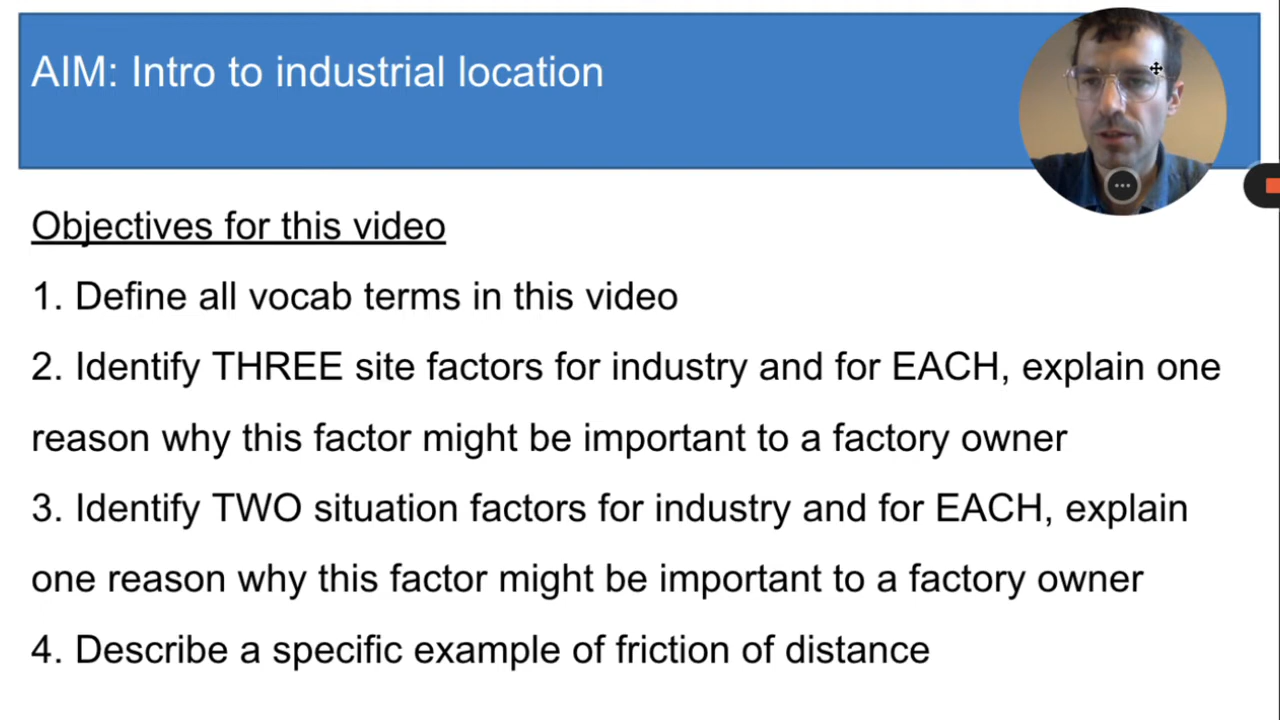 AIM: Intro to industrial location
Objectives for this video
1. Define all vocab terms in this video
2. Identify THREE site factors for industry and for EACH, explain one
reason why this factor might be important to a factory owner
3. Identify TWO situation factors for industry and for EACH, explain
one reason why this factor might be important to a factory owner
4. Describe a specific example of friction of distance